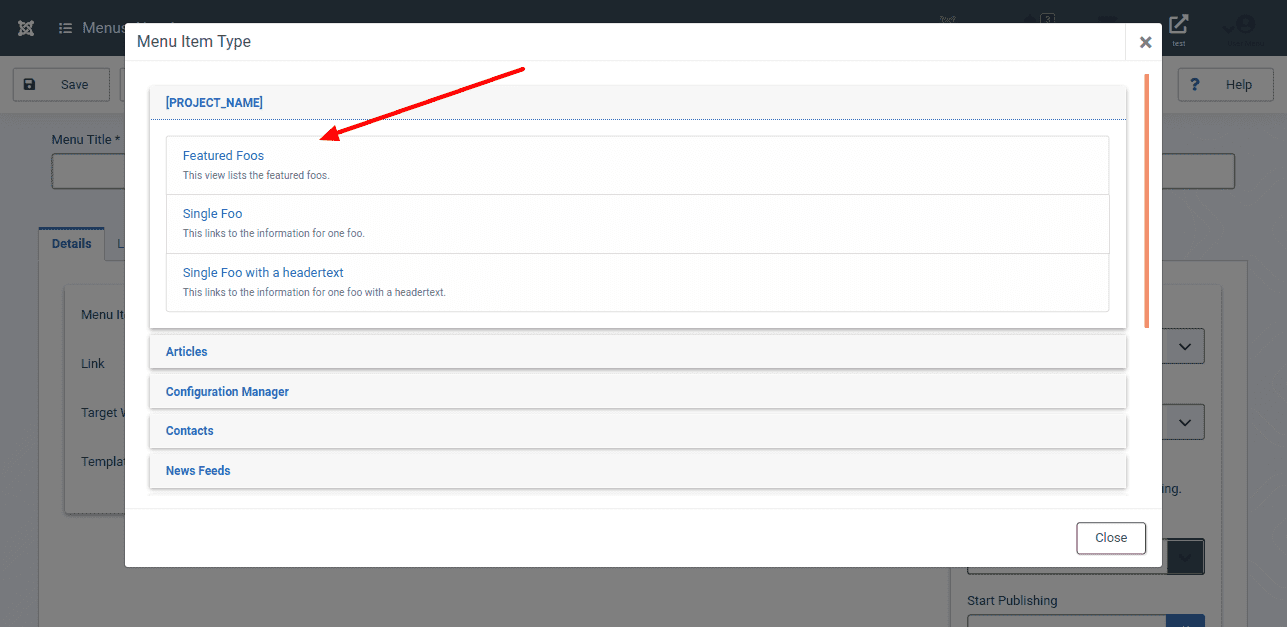 Menus
3
test
Menu Item Type
Save
Help
[PROJECT_NAME]
Menu Title *
Featured Foos
This view lists the featured foos.
Single Foo
This links to the information for one foo.
Details
Single Foo with a headertext
This links to the information for one foo with a headertext.
Menu It
Articles
Link
Configuration Manager
Target W
Contacts
Templat
News Feeds
ing.
Close
Start Publishing